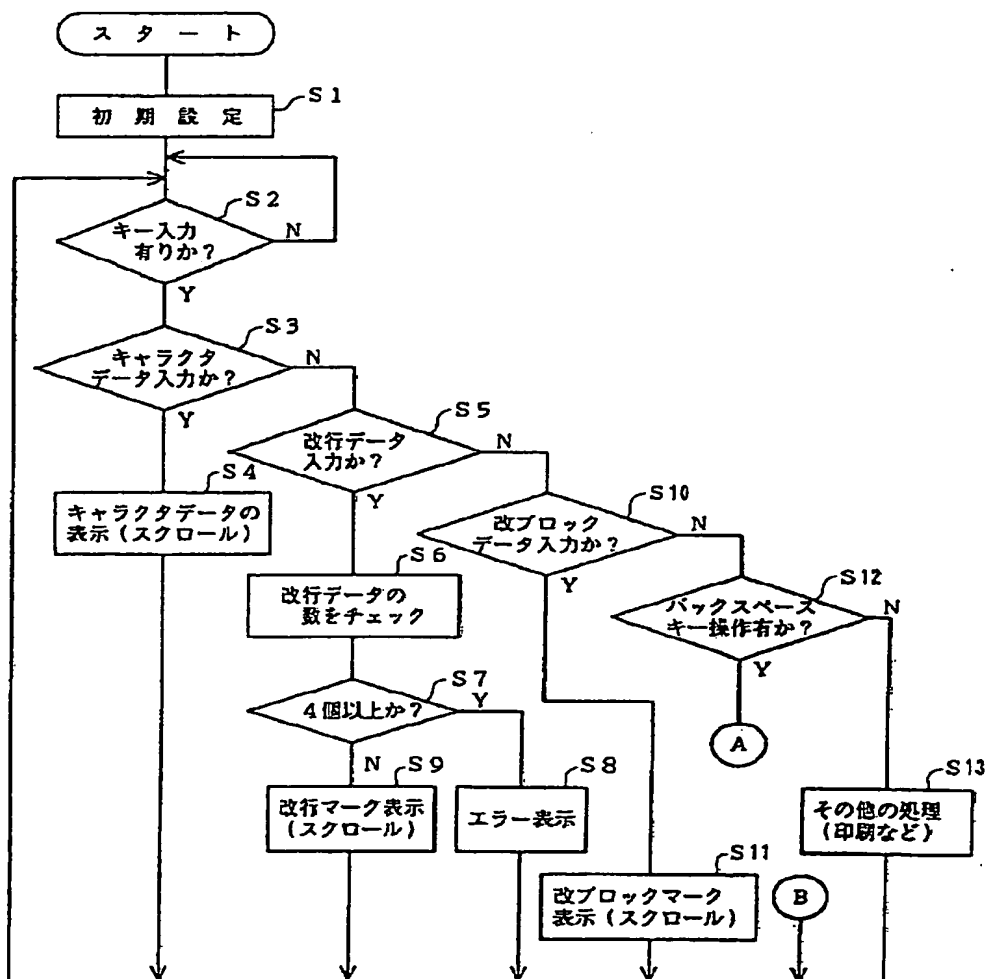 スタート
S1
初期設定
S2
キー入力
有りか？
N
Y
S3
キャラクタ
データ入力か？
N
Y
S4
キャラクタデータの
表示（スクロール）
S5
改行データ
入力か？
N
Y
S6
改行データの
数をチェック
S7
4個以上か？
Y
N
S8
エラー表示
S9
改行マーク表示
（スクロール）
S10
改ブロック
データ入力か？
N
Y
S11
改ブロックマーク
表示（スクロール）
S12
バックスペース
キー操作有か？
N
Y
A
S13
その他の処理
（印刷など）
B